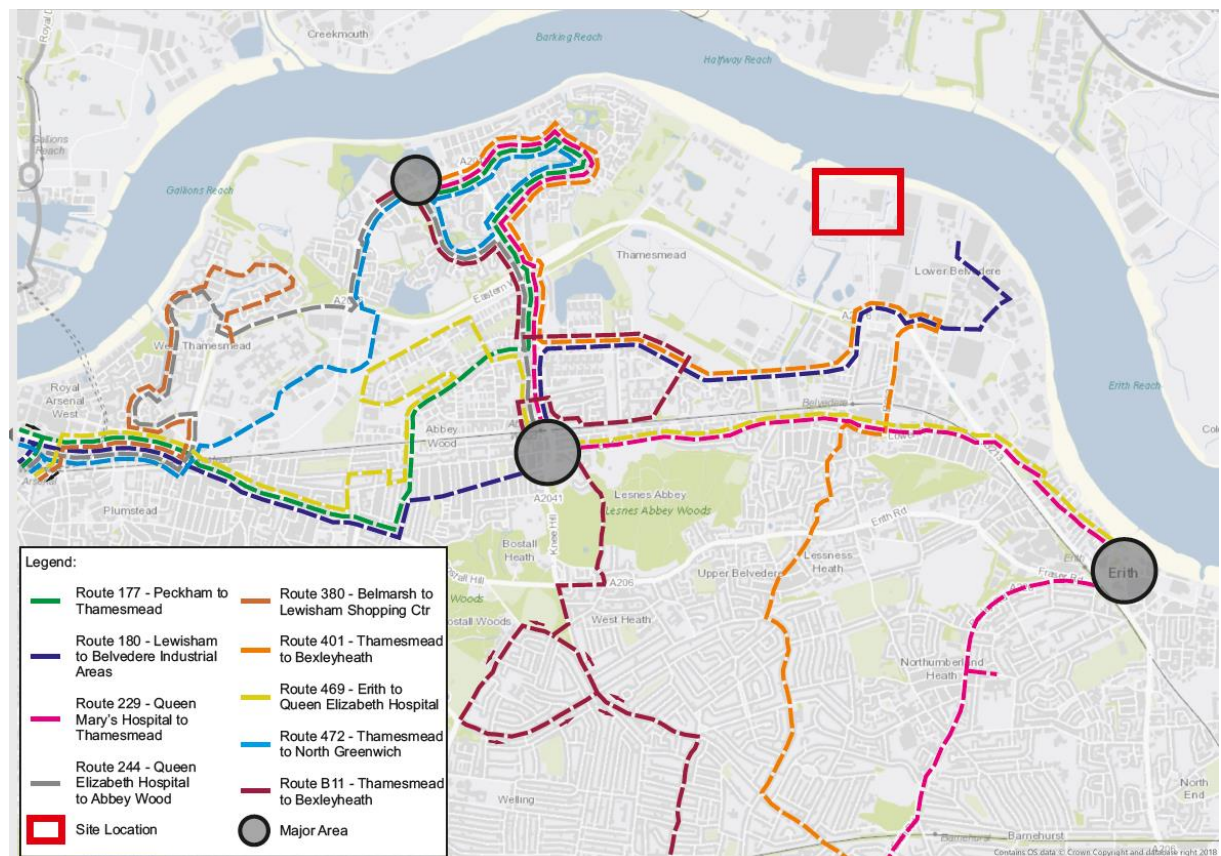 Royal D
Creekmouth
Barking Reach
Halfway Reach
Gallions
Reach
Gallions Reach
Thamesmead
Eastern
Lower Belvedere
West Thamesmead
Royal
Arsenal
West
Erith Reach
Belvedere
Abbey
Wood
Plumstead
A2041
Knee Hill
Lesnes Abbey
Lesnes Abbey Woods
Erith Rd
Bostall
Heath
Lessness
Heath
Upper Belvedere
A206
Fraser Rd
Erith
West Heath
Northumberland
Heath
Welling
North
End
Barnehurst
Barnehurst
Legend:
Route 177 - Peckham to
Thamesmead
Route 180 - Lewisham
to Belvedere Industrial
Areas
Route 229 - Queen
Mary's Hospital to
Thamesmead
Route 244 - Queen
Elizabeth Hospital
to Abbey Wood
Site Location
Route 380 - Belmarsh to
Lewisham Shopping Ctr
Route 401 - Thamesmead
to Bexleyheath
Route 469 - Erith to
Queen Elizabeth Hospital
Route 472 - Thamesmead
to North Greenwich
Route B11 - Thamesmead
to Bexleyheath
Major Area
Contains OS data © Crown Copyright and database right 2018